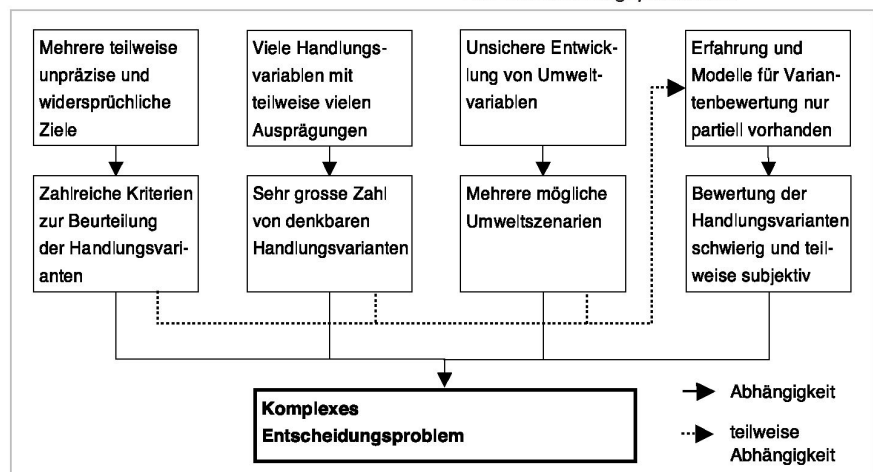 Mehrere teilweise
unpräzise und
widersprüchliche
Ziele
Viele Handlungs-
variablen mit
teilweise vielen
Ausprägungen
Unsichere Entwick-
lung von Umwelt-
variablen
Erfahrung und
Modelle für Varian-
tenbewertung nur
partiell vorhanden
Zahlreiche Kriterien
zur Beurteilung
der Handlungsvari-
anten
Sehr grosse Zahl
von denkbaren
Handlungsvarianten
Mehrere mögliche
Umweltszenarien
Bewertung der
Handlungsvarianten
schwierig und teil-
weise subjektiv
Komplexes
Entscheidungsproblem
Abhängigkeit
teilweise
Abhängigkeit